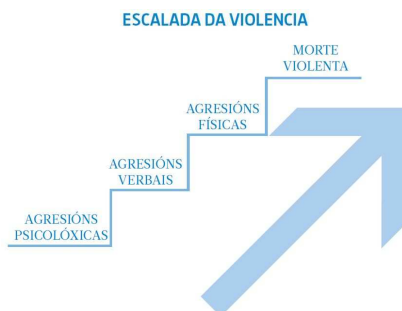 ESCALADA DA VIOLENCIA
MORTE
VIOLENTA
AGRESIÓNS
FÍSICAS
AGRESIÓNS
VERBAIS
AGRESIÓNS
PSICOLÓXICAS